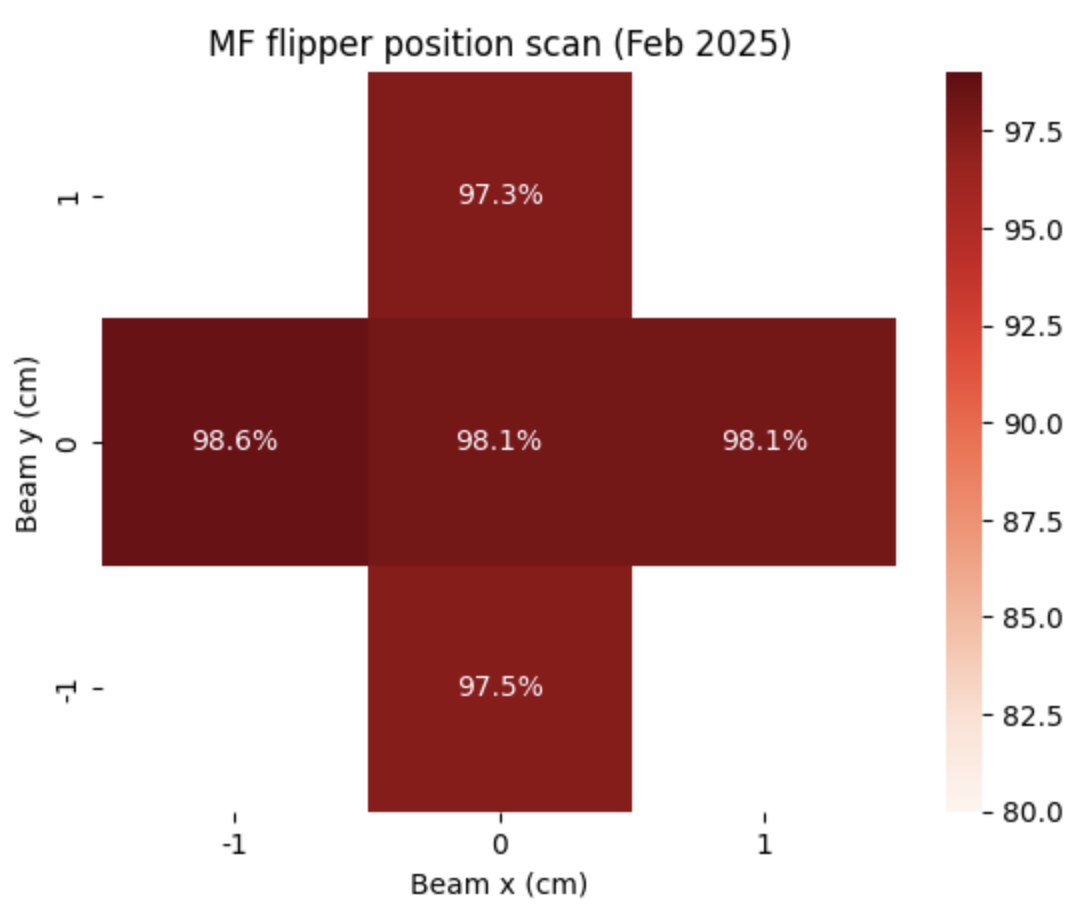 MF flipper position scan (Feb 2025)
97.3%
98.6% 98.1% 98.1%
97.5%
Beam y (cm)
1
0
-1
-1 0 1
Beam x (cm)
97.5
95.0
92.5
90.0
87.5
85.0
82.5
80.0